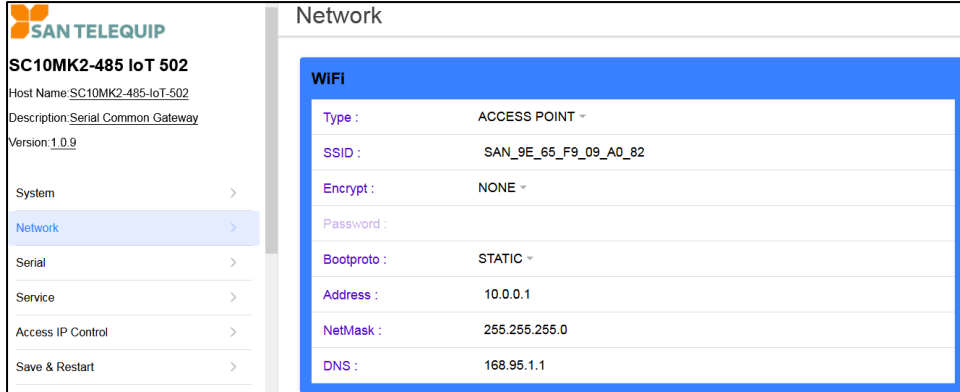 SAN TELEQUIP
SC10MK2-485 IoT 502
Host Name:SC10MK2-485-IoT-502
Description:Serial Common Gateway
Version:1.0.9
System
Network
Serial
Service
Access IP Control
Save & Restart
Network
WiFi
Type : ACCESS POINT
SSID : SAN_9E_65_F9_09_A0_82
Encrypt : NONE
Password :
Bootproto : STATIC
Address : 10.0.0.1
NetMask : 255.255.255.0
DNS : 168.95.1.1